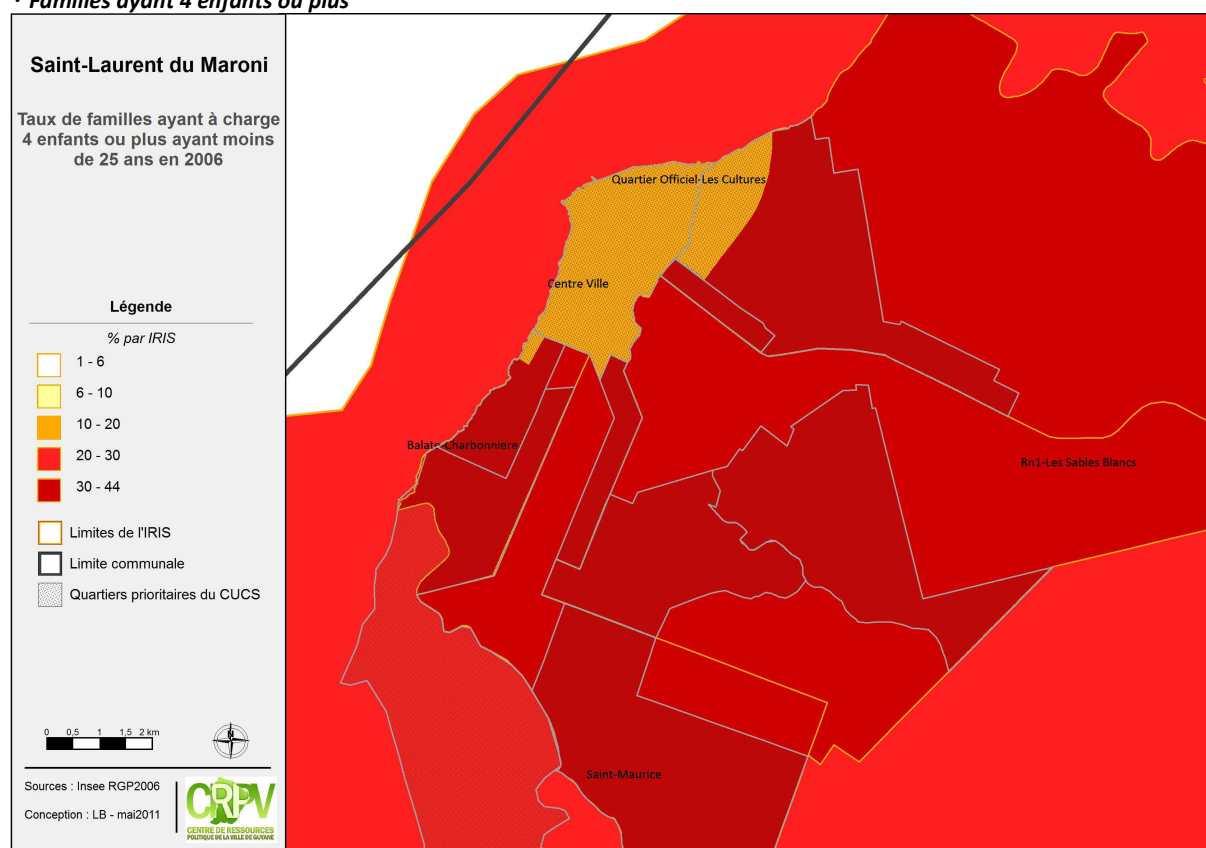 · Familles ayant 4 enfants ou plus
Saint-Laurent du Maroni
Taux de familles ayant à charge
4 enfants ou plus ayant moins
de 25 ans en 2006
Légende
% par IRIS
1 - 6
6 - 10
10 - 20
20 - 30
30 - 44
Limites de l'IRIS
Limite communale
Quartiers prioritaires du CUCS
0 0,5 1 1,5 2 km
N
Sources : Insee RGP2006
Conception : LB - mai2011
CRPV
CENTRE DE RESSOURCES
POLITIQUE DE LA VILLE DE GUYANE
Quartier Officiel-Les Cultures
Centre Ville
Balate-Charbonniere
Rn1-Les Sables Blancs
Saint-Maurice